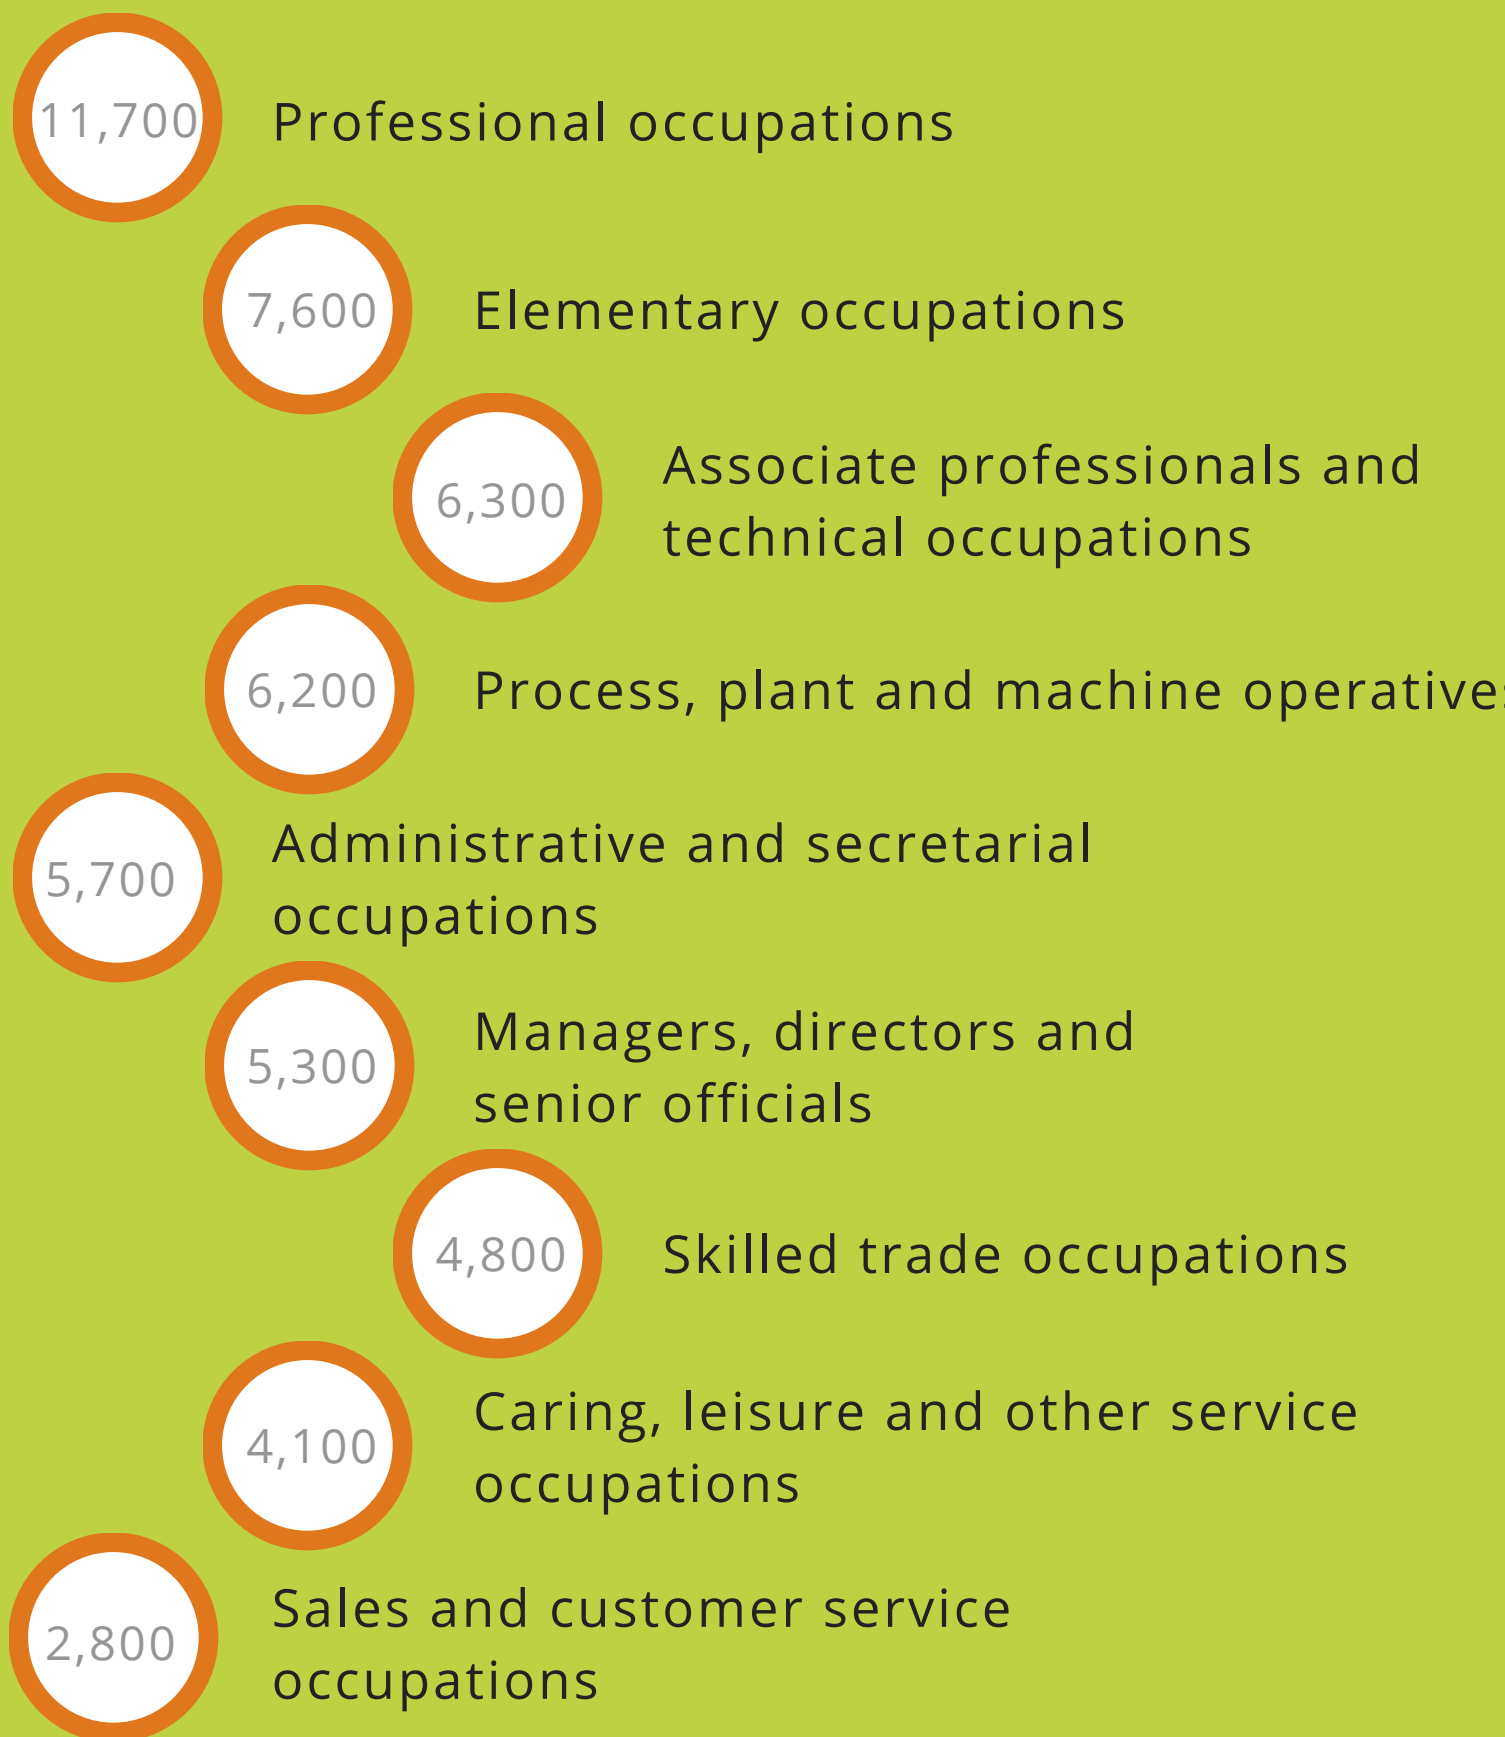 11,700
Professional occupations
7,600
Elementary occupations
6,300
Associate professionals and
technical occupations
6,200
Process, plant and machine operatives
5,700
Administrative and secretarial
occupations
5,300
Managers, directors and
senior officials
4,800
Skilled trade occupations
4,100
Caring, leisure and other service
occupations
2,800
Sales and customer service
occupations